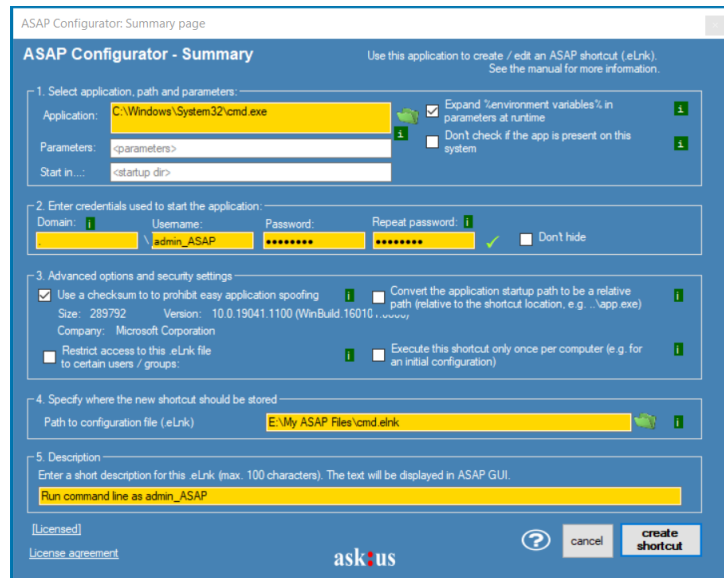 ASAP Configurator: Summary page
ASAP Configurator - Summary
Use this application to create / edit an ASAP shortcut (.eLnk).
See the manual for more information.
1. Select application, path and parameters:
Application:
C:\Windows\System32\cmd.exe
Expand %environment variables% in
parameters at runtime
i
i
Don't check if the app is present on this
system
i
Parameters:
<parameters>
Start in...:
<startup dir>
2. Enter credentials used to start the application:
Domain:
i
Username:
Password:
Repeat password:
i
.
\
admin_ASAP
●●●●●●●●
●●●●●●●●
✓
Don't hide
3. Advanced options and security settings
Use a checksum to to prohibit easy application spoofing
i
Size: 289792 Version: 10.0.19041.1100 (WinBuild.16010
Company: Microsoft Corporation
Convert the application startup path to be a relative
path (relative to the shortcut location, e.g. ..\app.exe)
i
Restrict access to this .eLnk file
to certain users / groups:
i
Execute this shortcut only once per computer (e.g. for
an initial configuration)
i
4. Specify where the new shortcut should be stored
Path to configuration file (.eLnk)
E:\My ASAP Files\cmd.elnk
i
5. Description
Enter a short description for this .eLnk (max. 100 characters). The text will be displayed in ASAP GUI.
Run command line as admin_ASAP
[Licensed]
License agreement
ask:us
?
cancel
create
shortcut